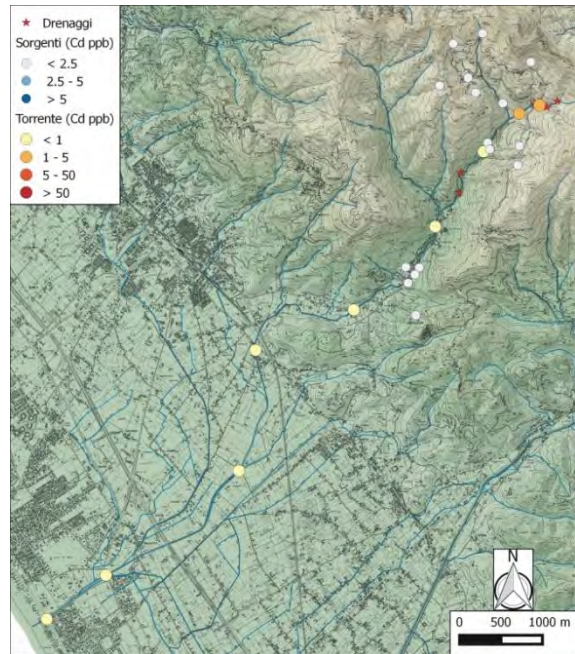 Drenaggi
Sorgenti (Cd ppb)
< 2.5
2.5 - 5
> 5
Torrente (Cd ppb)
< 1
1 - 5
5 - 50
> 50
N
0 500 1000 m